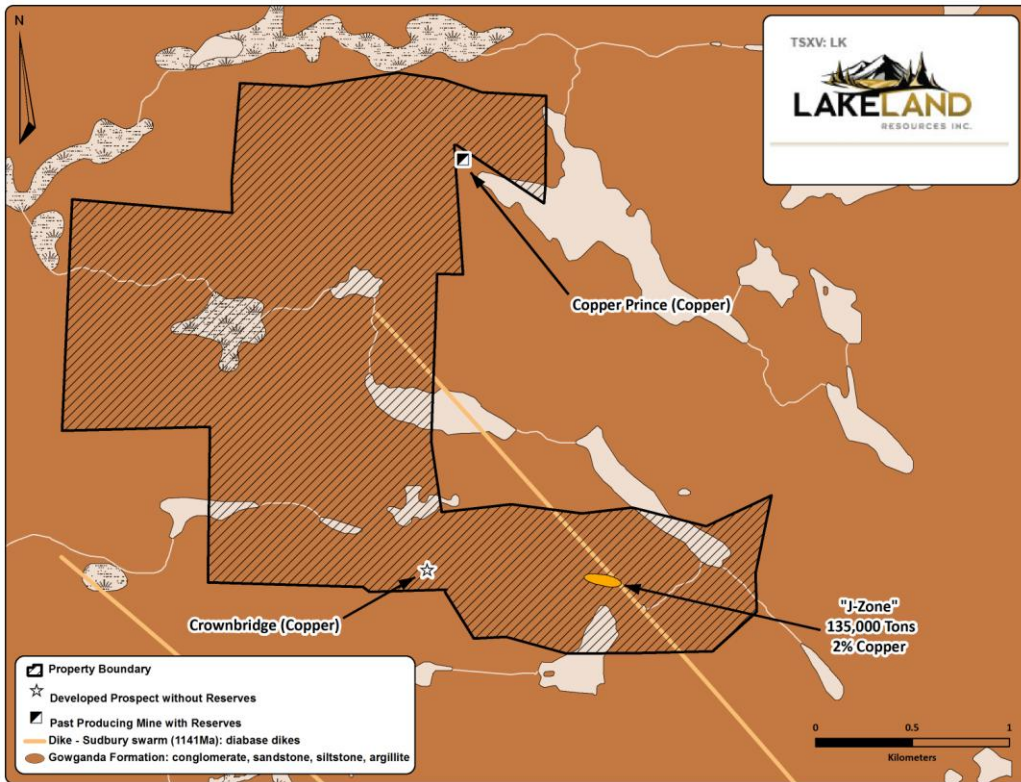 N
TSXV: LK
LAKELAND
RESOURCES INC.
Copper Prince (Copper)
Crownbridge (Copper)
"J-Zone"
135,000 Tons
2% Copper
Property Boundary
Developed Prospect without Reserves
Past Producing Mine with Reserves
Dike - Sudbury swarm (1141Ma): diabase dikes
Gowganda Formation: conglomerate, sandstone, siltstone, argillite
0 0.5 1
Kilometers